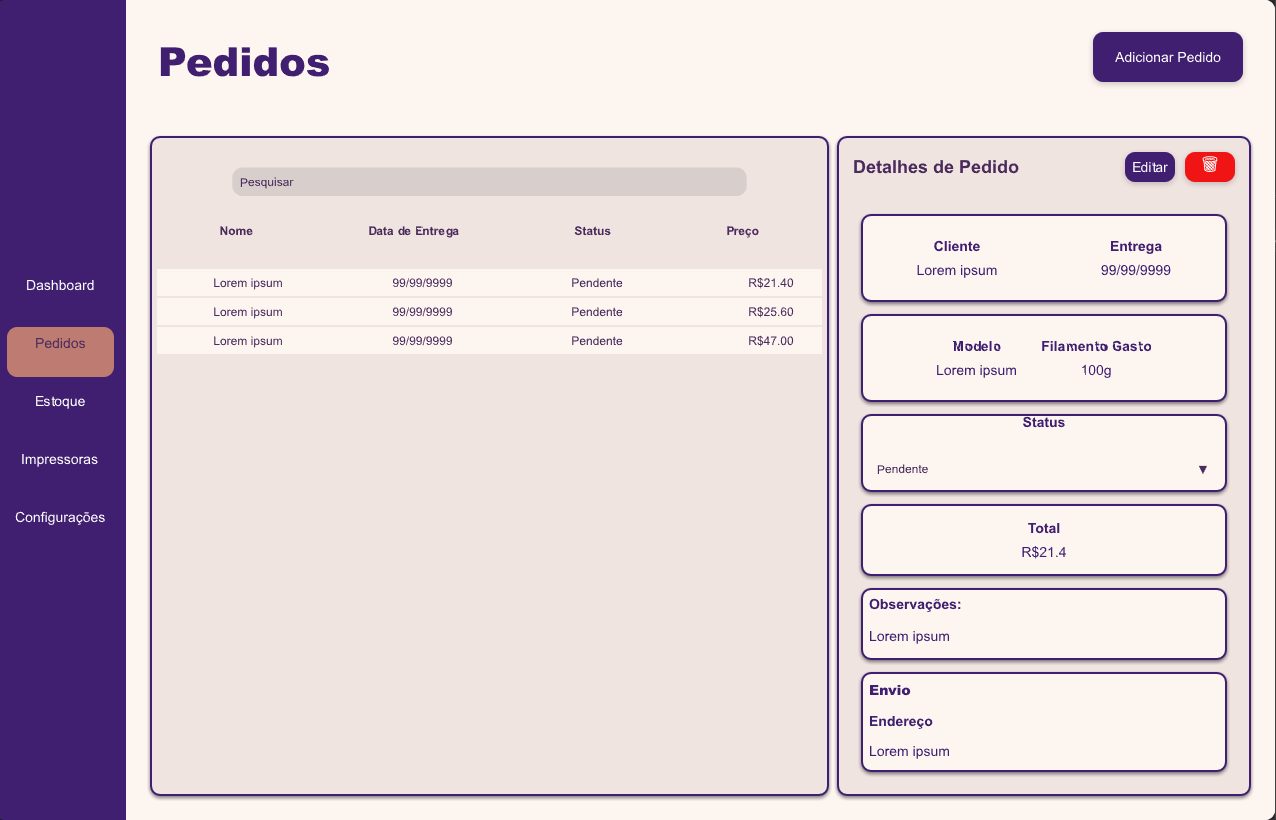 Pedidos
Adicionar Pedido
Dashboard
Pedidos
Estoque
Impressoras
Configurações
Pesquisar
Nome Data de Entrega Status Preço
Lorem ipsum 99/99/9999 Pendente R$21.40
Lorem ipsum 99/99/9999 Pendente R$25.60
Lorem ipsum 99/99/9999 Pendente R$47.00
Detalhes de Pedido Editar
Cliente Entrega
Lorem ipsum 99/99/9999
Modelo Filamento Gasto
Lorem ipsum 100g
Status
Pendente ▼
Total
R$21.4
Observações:
Lorem ipsum
Envio
Endereço
Lorem ipsum